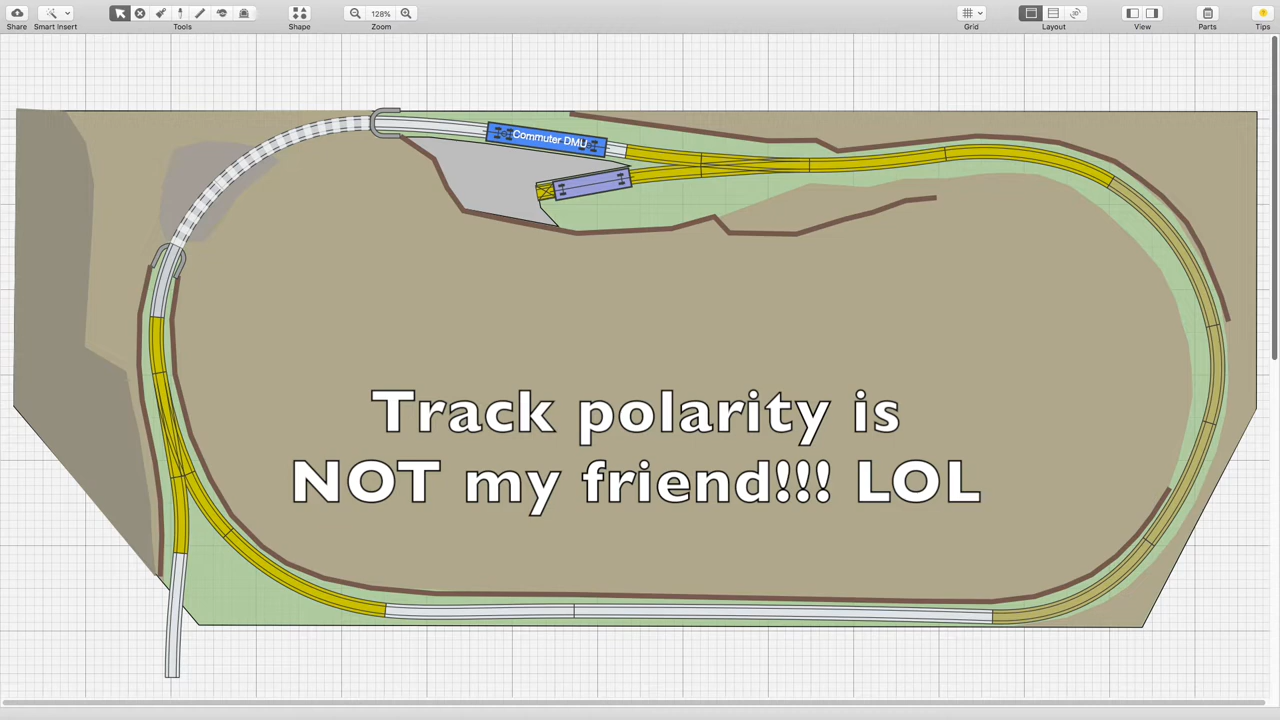 128%
Share
Smart Insert
Tools
Shape
Zoom
Grid
Layout
View
Parts
Tips
Commuter DMU
Track polarity is
NOT my friend!!! LOL